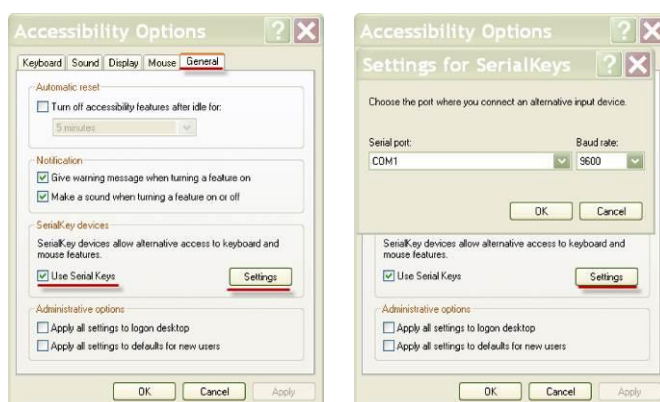 Accessibility Options
Keyboard Sound Display Mouse General
Automatic reset
Turn off accessibility features after idle for:
5 minutes
Notification
Give warning message when turning a feature on
Make a sound when turning a feature on or off
SerialKey devices
SerialKey devices allow alternative access to keyboard and
mouse features.
Use Serial Keys
Settings
Administrative options
Apply all settings to logon desktop
Apply all settings to defaults for new users
OK Cancel Apply
Accessibility Options
Settings for SerialKeys
Choose the port where you connect an alternative input device.
Serial port: Baud rate:
COM1 9600
OK Cancel
SerialKey devices allow alternative access to keyboard and
mouse features.
Use Serial Keys
Settings
Administrative options
Apply all settings to logon desktop
Apply all settings to defaults for new users
OK Cancel Apply